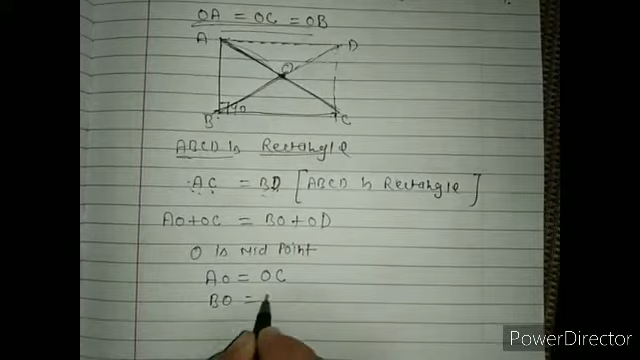 OA = OC = OB
A D
O
B 90 C
ABCD is Rectangle
AC = BD [ABCD is Rectangle]
AO+OC = BO+OD
O is mid Point
AO = OC
BO =
PowerDirector